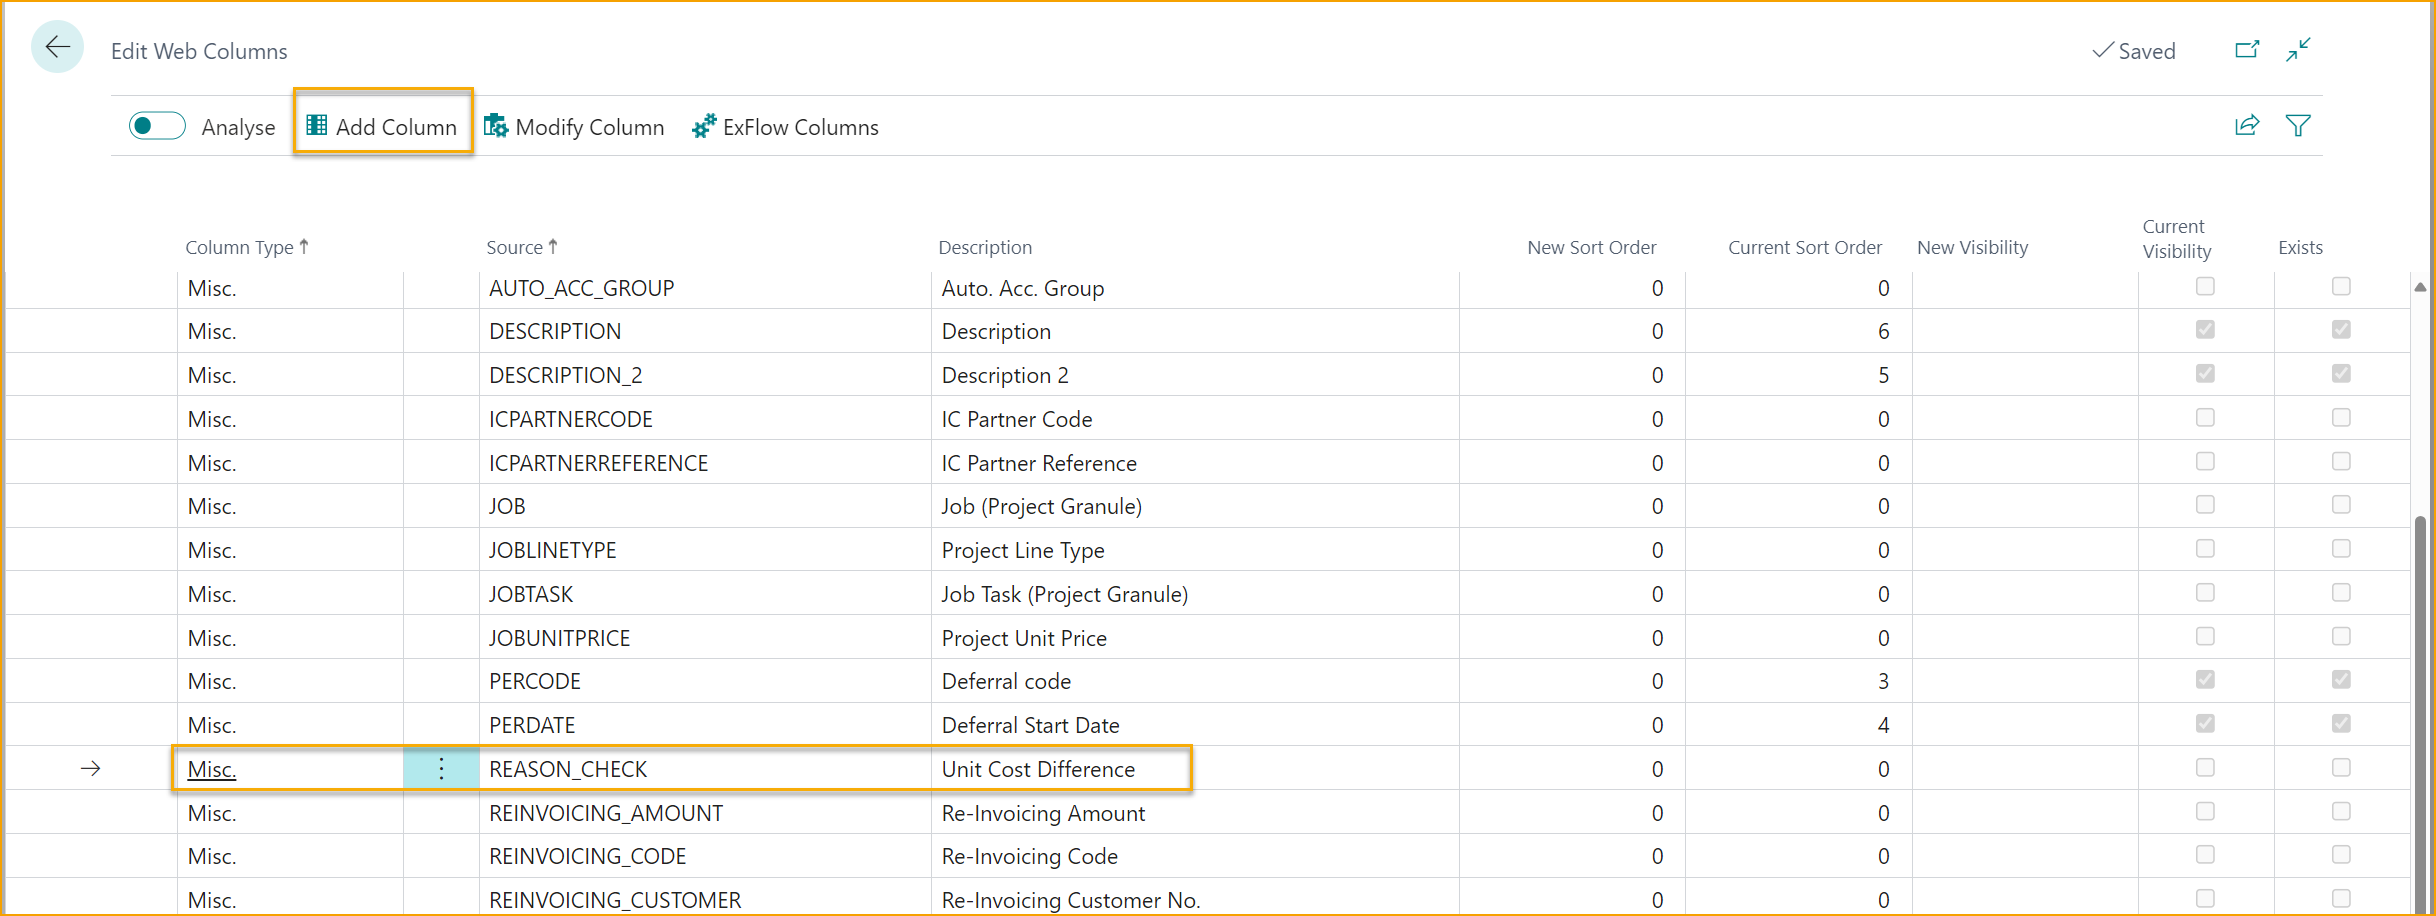 Edit Web Columns Saved
Analyse Add Column Modify Column ExFlow Columns
Column Type ↑ Source ↑ Description New Sort Order Current Sort Order New Visibility Current Visibility Exists
Misc. AUTO_ACC_GROUP Auto. Acc. Group 0 0
Misc. DESCRIPTION Description 0 6
Misc. DESCRIPTION_2 Description 2 0 5
Misc. ICPARTNERCODE IC Partner Code 0 0
Misc. ICPARTNERREFERENCE IC Partner Reference 0 0
Misc. JOB Job (Project Granule) 0 0
Misc. JOBLINETYPE Project Line Type 0 0
Misc. JOBTASK Job Task (Project Granule) 0 0
Misc. JOBUNITPRICE Project Unit Price 0 0
Misc. PERCODE Deferral code 0 3
Misc. PERDATE Deferral Start Date 0 4
Misc. REASON_CHECK Unit Cost Difference 0 0
Misc. REINVOICING_AMOUNT Re-Invoicing Amount 0 0
Misc. REINVOICING_CODE Re-Invoicing Code 0 0
Misc. REINVOICING_CUSTOMER Re-Invoicing Customer No. 0 0